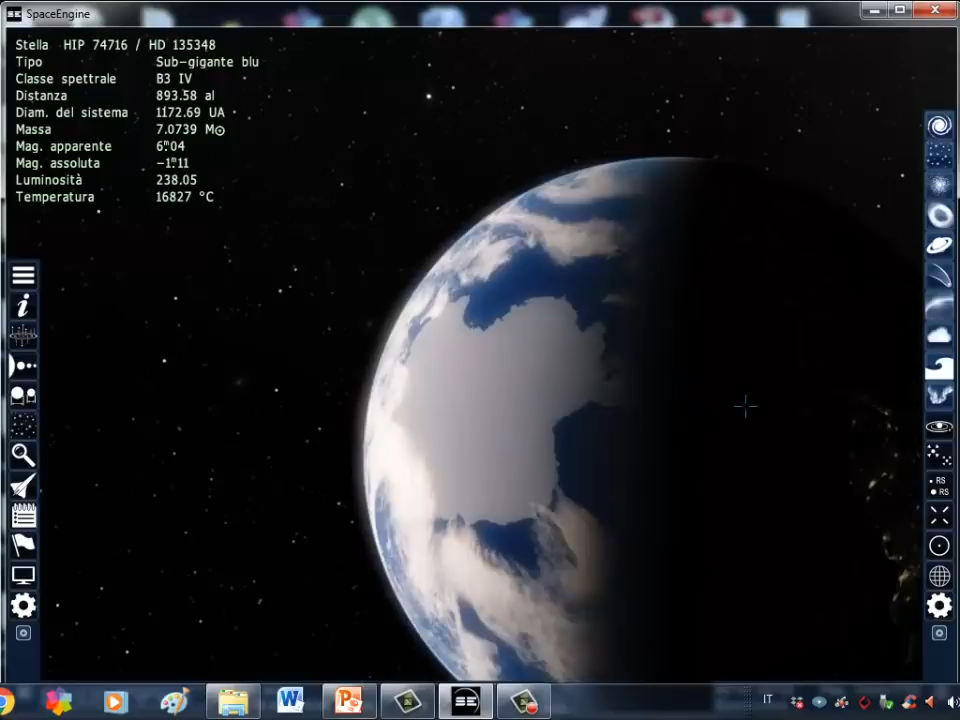 SpaceEngine
Stella HIP 74716 / HD 135348
Tipo Sub-gigante blu
Classe spettrale B3 IV
Distanza 893.58 al
Diam. del sistema 1172.69 UA
Massa 7.0739 M☉
Mag. apparente 6ᵐ04
Mag. assoluta −1ᵐ11
Luminosità 238.05
Temperatura 16827 °C
RS
RS
IT